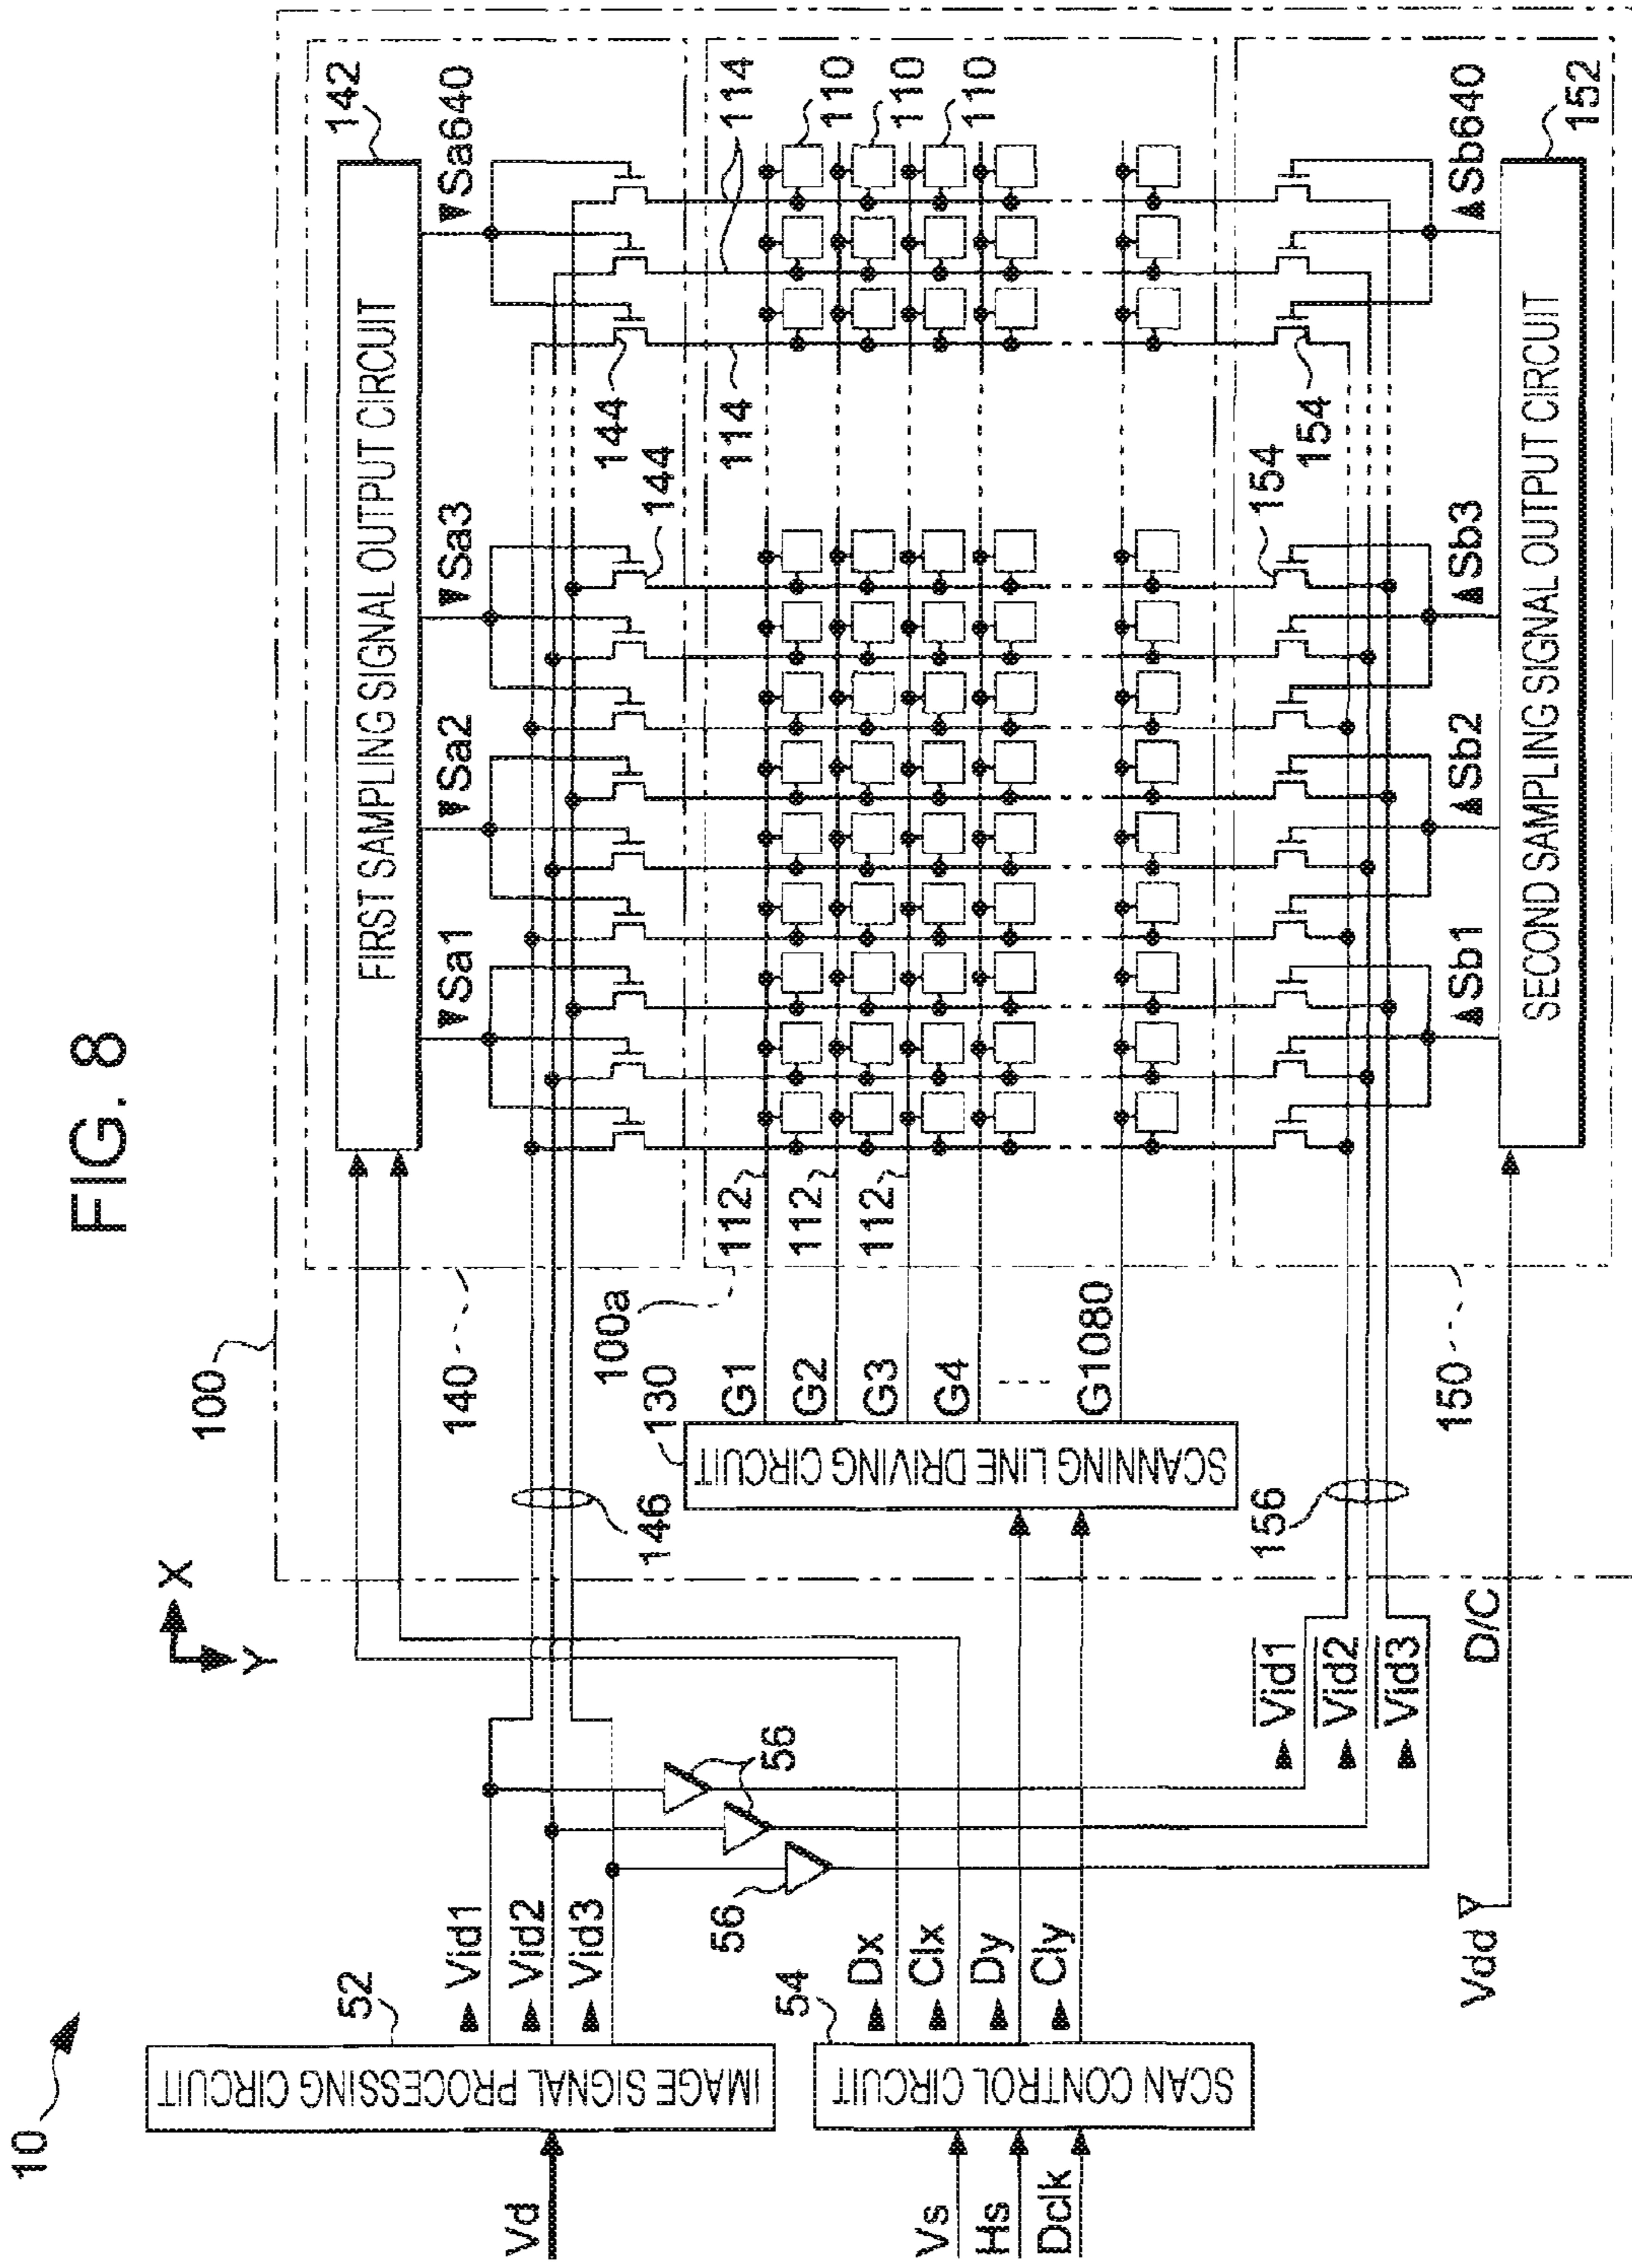 FIG. 8
10
X
Y
100
Vd
IMAGE SIGNAL PROCESSING CIRCUIT
52
Vid1
Vid2
Vid3
56
56
Vs
Hs
Dclk
SCAN CONTROL CIRCUIT
54
Dx
Clx
Dy
Cly
Vid1
Vid2
Vid3
Vdd
D/C
140
146
FIRST SAMPLING SIGNAL OUTPUT CIRCUIT
142
Sa1
Sa2
Sa3
Sa640
144
144
100a
130
SCANNING LINE DRIVING CIRCUIT
G1
G2
G3
G4
G1080
112
112
112
114
114
110
110
110
150
156
154
154
Sb1
Sb2
Sb3
Sb640
SECOND SAMPLING SIGNAL OUTPUT CIRCUIT
152